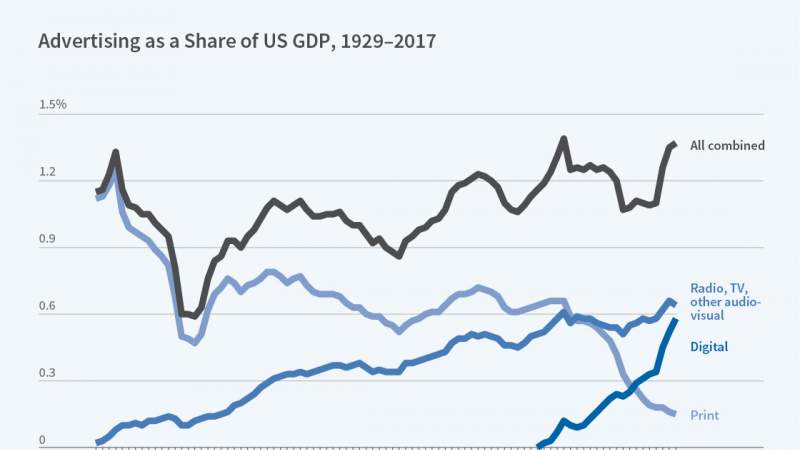 Advertising as a Share of US GDP, 1929–2017
1.5%
All combined
1.2
0.9
Radio, TV,
other audio-
visual
0.6
Digital
0.3
Print
0